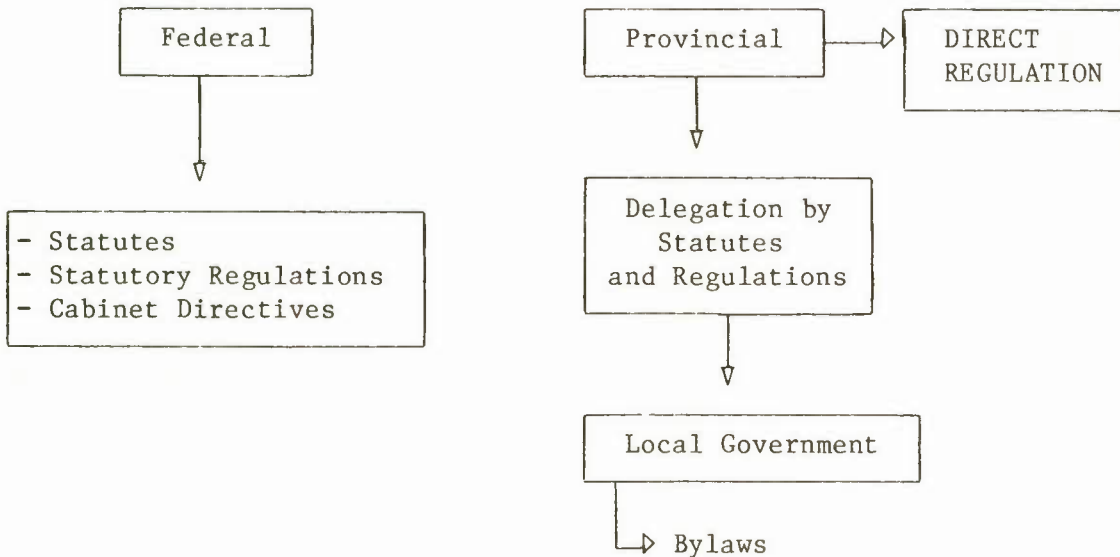 Federal
- Statutes
- Statutory Regulations
- Cabinet Directives
Provincial
DIRECT
REGULATION
Delegation by
Statutes
and Regulations
Local Government
Bylaws